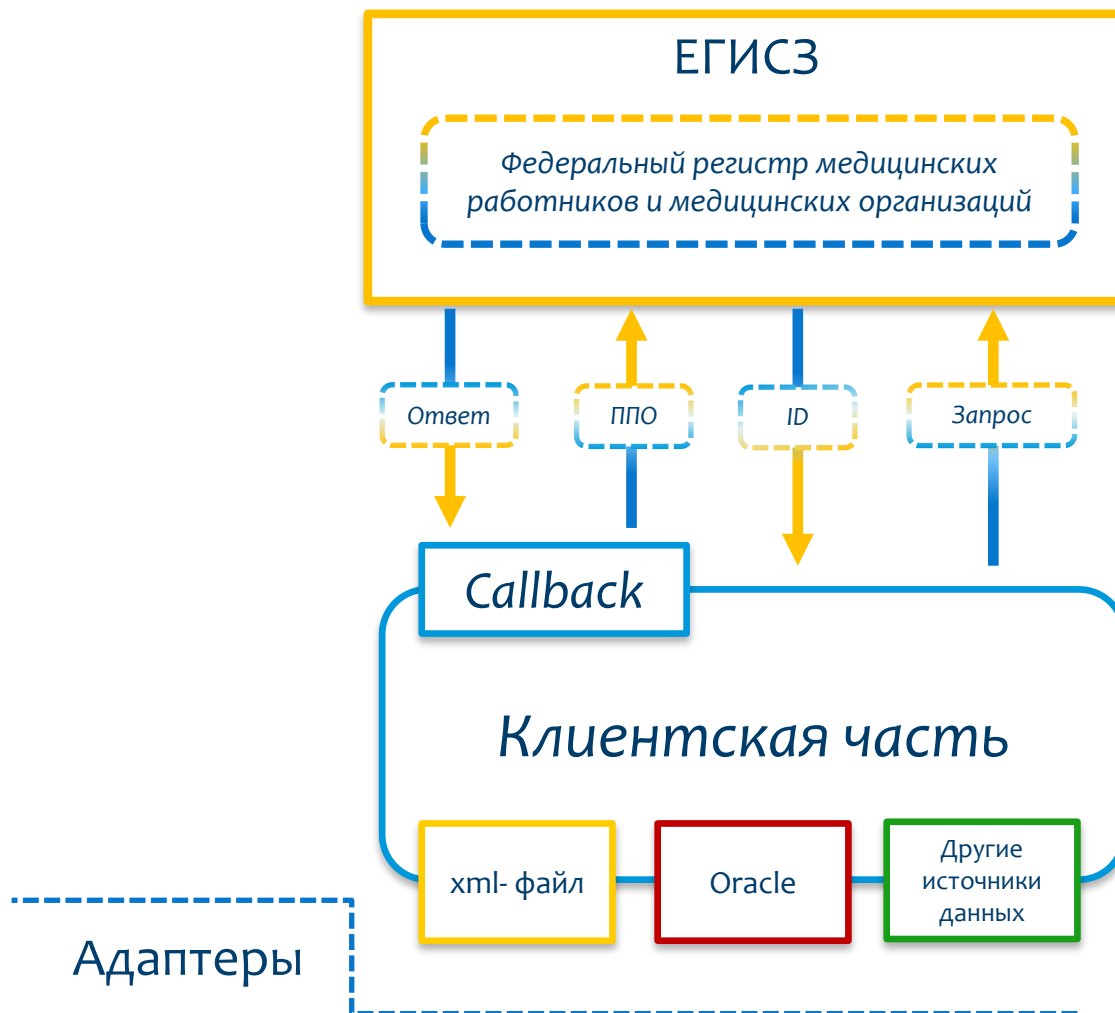 ЕГИСЗ
Федеральный регистр медицинских
работников и медицинских организаций
Ответ
ППО
ID
Запрос
Callback
Клиентская часть
xml- файл
Oracle
Другие
источники
данных
Адаптеры